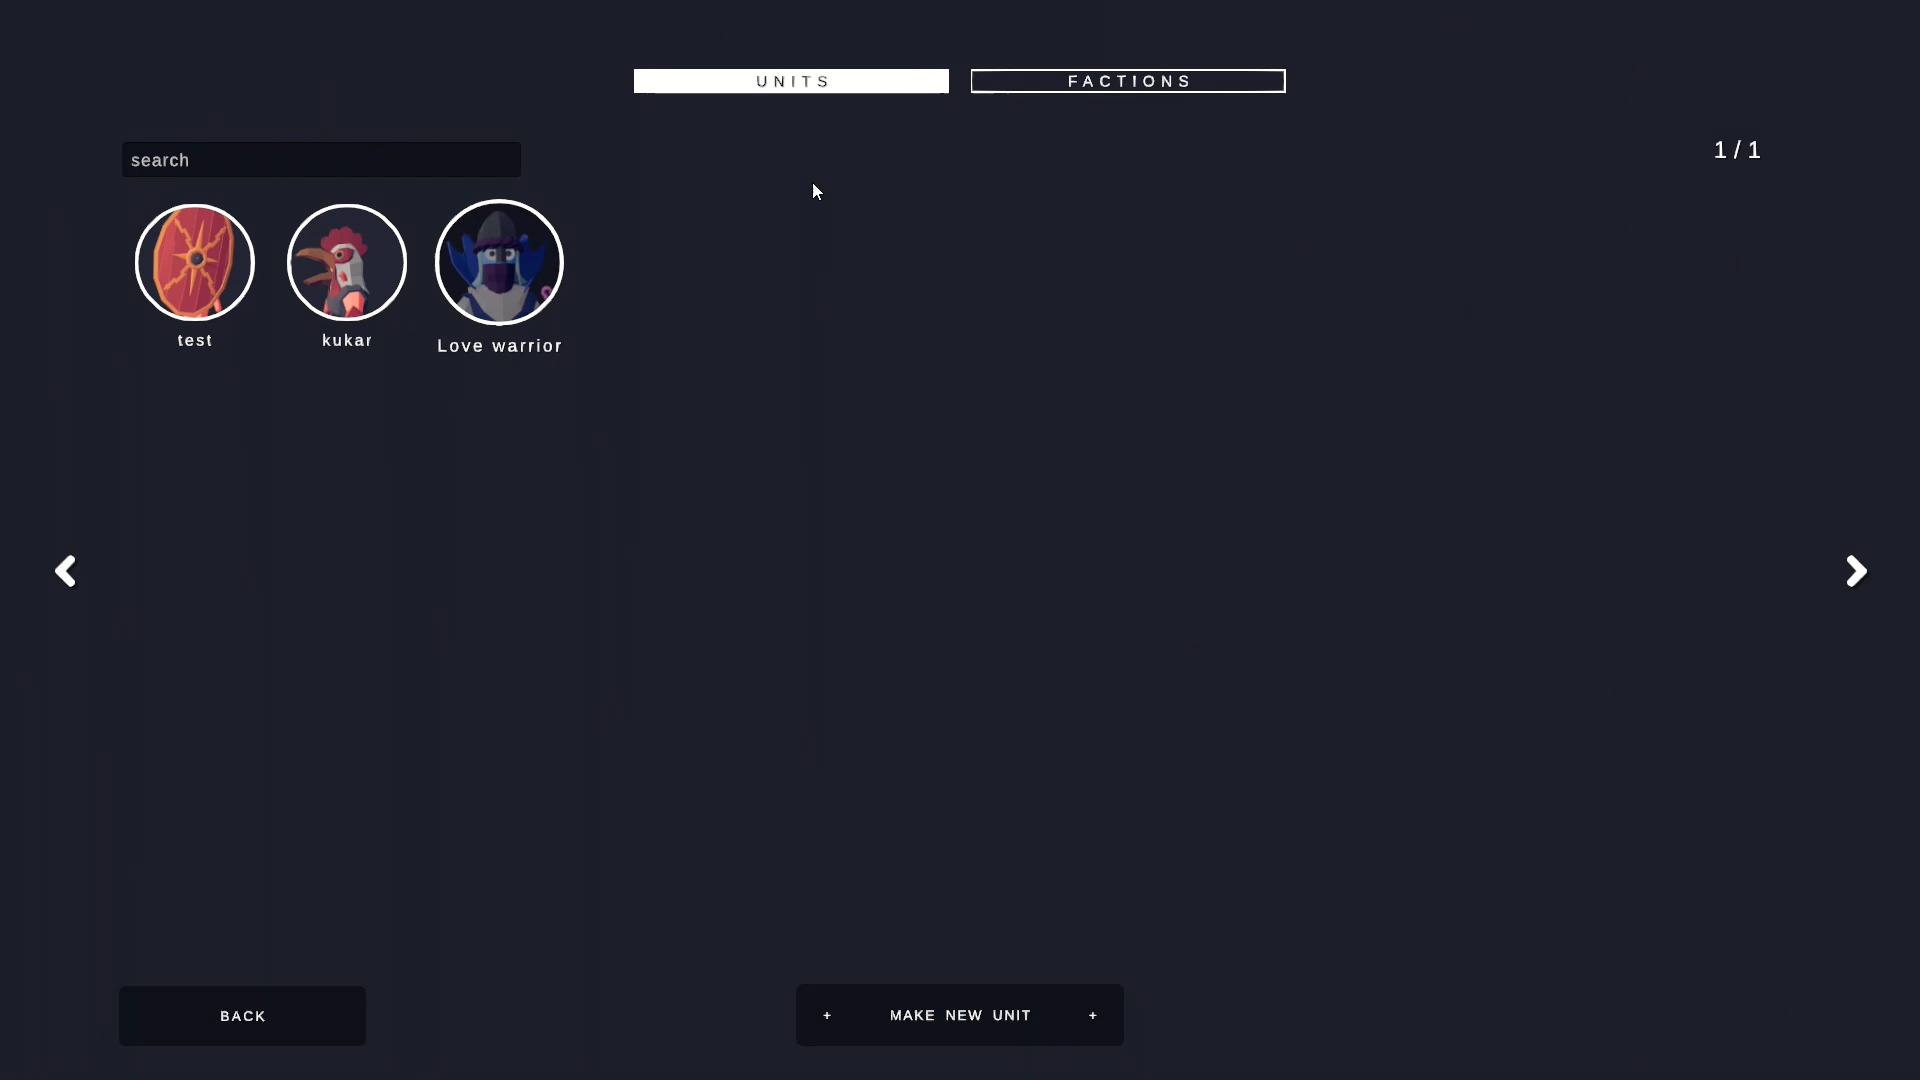 UNITS
FACTIONS
search
1 / 1
test
kukar
Love warrior
BACK
+ MAKE NEW UNIT +